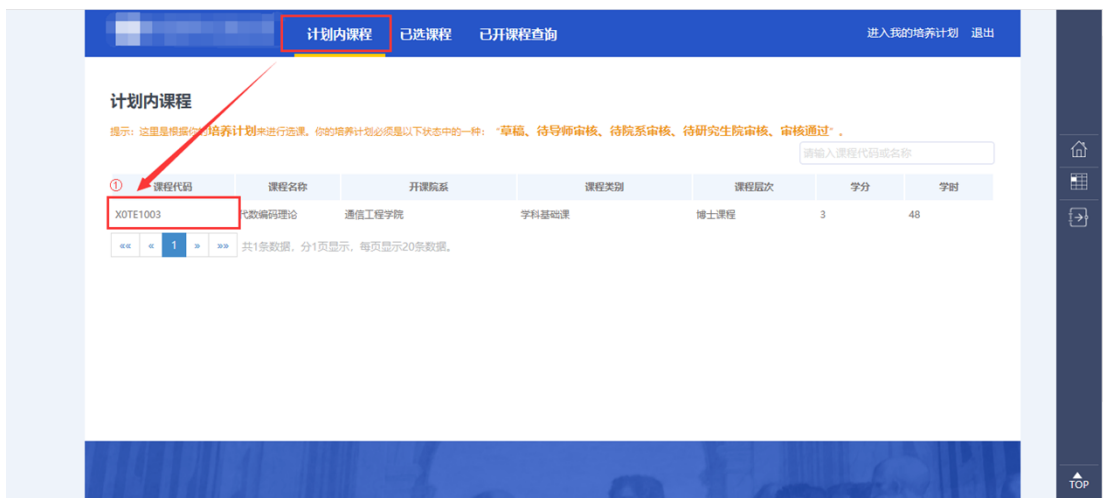 计划内课程 已选课程 已开课程查询 进入我的培养计划 退出
计划内课程
提示：这里是根据你的培养计划来进行选课。你的培养计划必须是以下状态中的一种：“草稿、待导师审核、待院系审核、待研究生院审核、审核通过”.
请输入课程代码或名称
① 课程代码 课程名称 开课院系 课程类别 课程层次 学分 学时
X0TE1003 代数编码理论 通信工程学院 学科基础课 博士课程 3 48
«« « 1 » »» 共1条数据，分1页显示，每页显示20条数据。
TOP